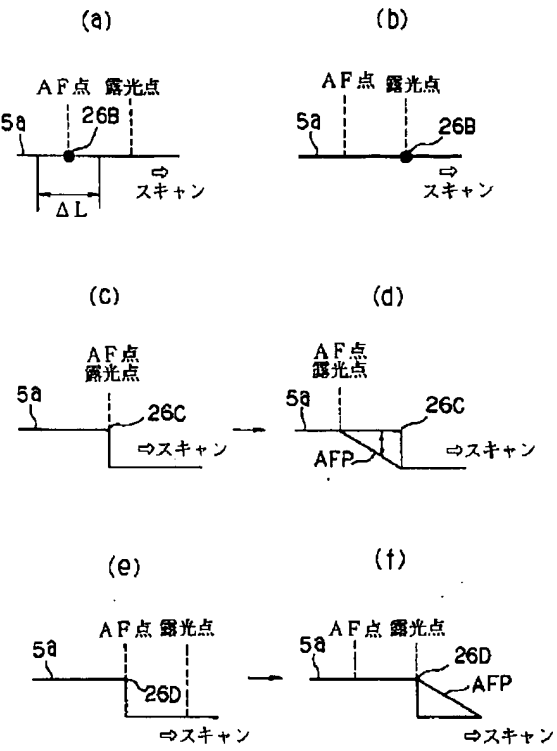 (a)
(b)
AF点 露光点
5a
26B
⇨
スキャン
ΔL
AF点 露光点
5a
26B
⇨
スキャン
(c)
(d)
AF点
露光点
5a
26C
⇨スキャン
AF点
露光点
5a
26C
⇨スキャン
AFP
(e)
(f)
AF点 露光点
5a
26D
⇨スキャン
AF点 露光点
5a
26D
AFP
⇨スキャン